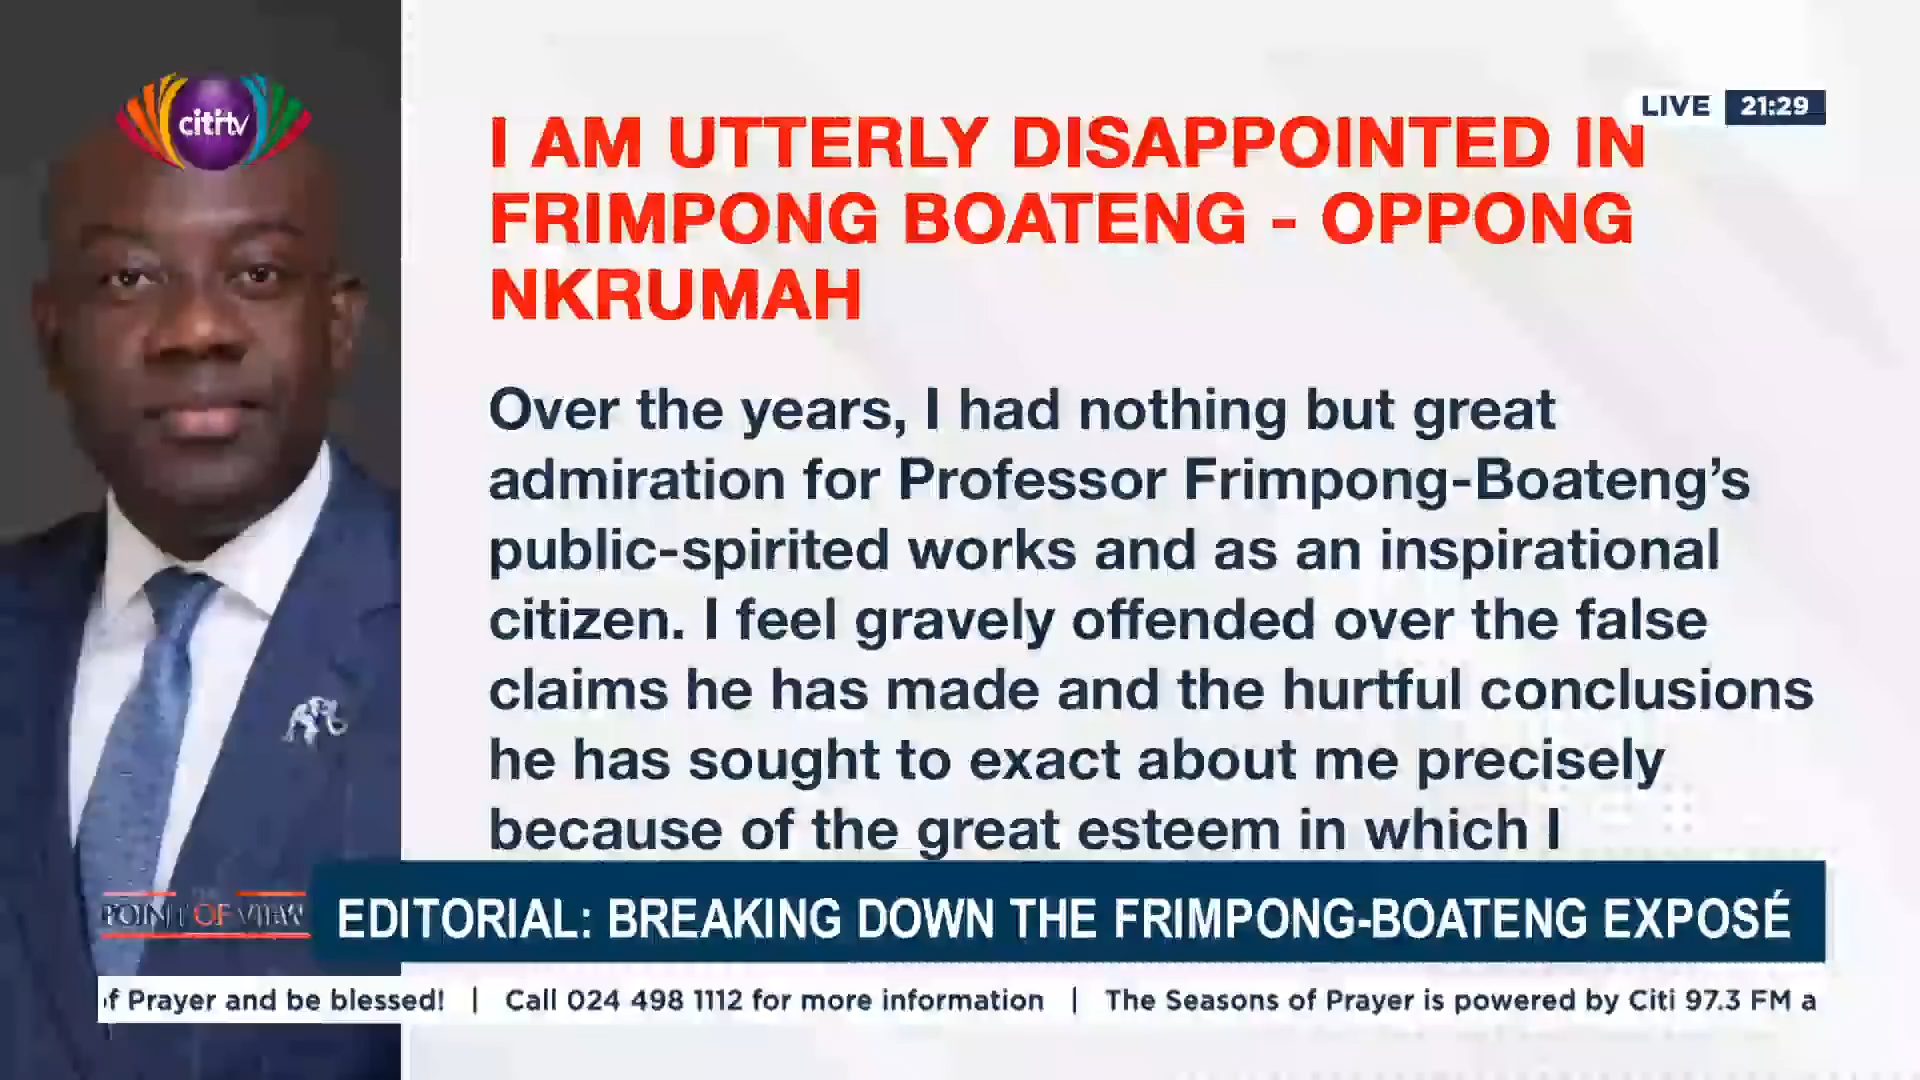 citi tv
LIVE 21:29
I AM UTTERLY DISAPPOINTED IN
FRIMPONG BOATENG - OPPONG
NKRUMAH
Over the years, I had nothing but great
admiration for Professor Frimpong-Boateng’s
public-spirited works and as an inspirational
citizen. I feel gravely offended over the false
claims he has made and the hurtful conclusions
he has sought to exact about me precisely
because of the great esteem in which I
POINT OF VIEW
EDITORIAL: BREAKING DOWN THE FRIMPONG-BOATENG EXPOSÉ
of Prayer and be blessed! | Call 024 498 1112 for more information | The Seasons of Prayer is powered by Citi 97.3 FM a